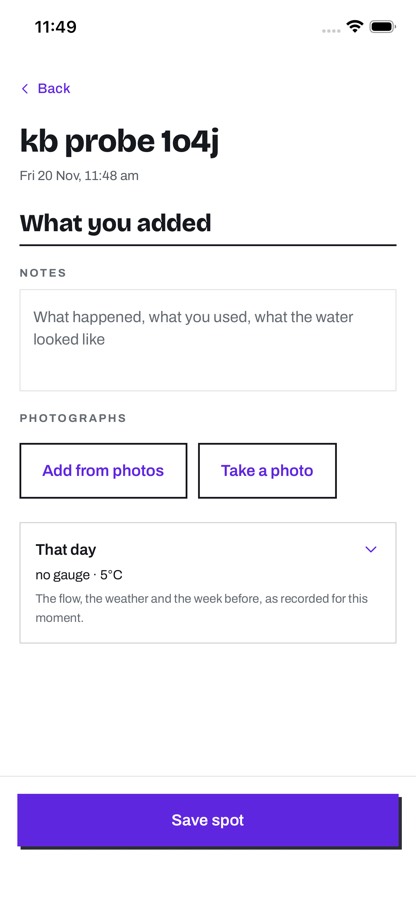 11:49
Back
kb probe 1o4j
Fri 20 Nov, 11:48 am
What you added
NOTES
What happened, what you used, what the water
looked like
PHOTOGRAPHS
Add from photos
Take a photo
That day
no gauge · 5°C
The flow, the weather and the week before, as recorded for this
moment.
Save spot